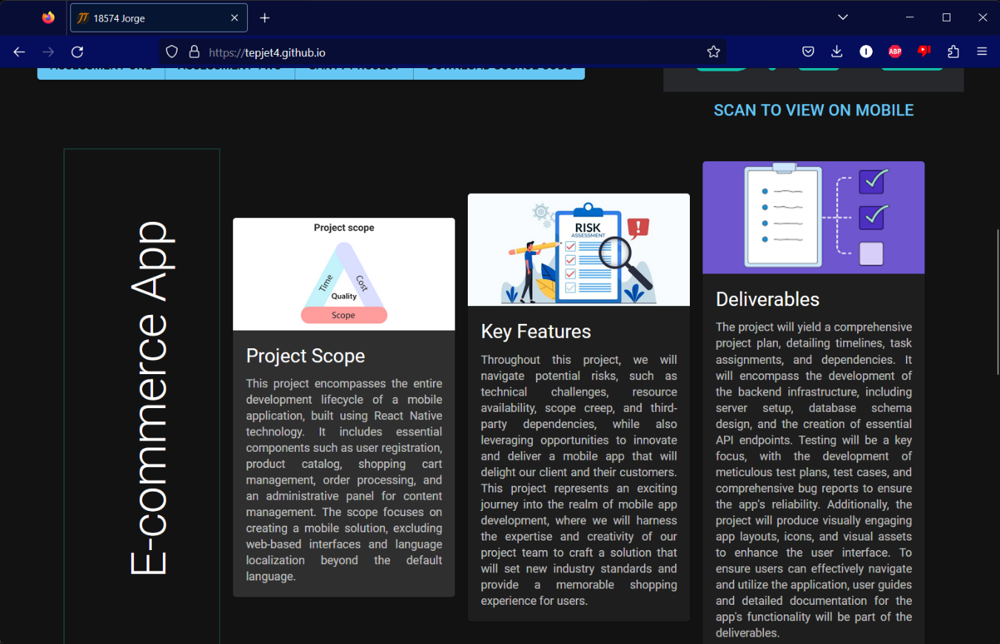 18574 Jorge
https://tepjet4.github.io
ABP
ASSESSMENT ONE
ASSESSMENT TWO
GANTT PROJECT
DOWNLOAD SOURCE CODE
SCAN TO VIEW ON MOBILE
E-commerce App
Project scope
Time
Cost
Quality
Scope
Project Scope
This project encompasses the entire
development lifecycle of a mobile
application, built using React Native
technology. It includes essential
components such as user registration,
product catalog, shopping cart
management, order processing, and
an administrative panel for content
management. The scope focuses on
creating a mobile solution, excluding
web-based interfaces and language
localization beyond the default
language.
RISK
ASSESSMENT
Key Features
Throughout this project, we will
navigate potential risks, such as
technical challenges, resource
availability, scope creep, and third-
party dependencies, while also
leveraging opportunities to innovate
and deliver a mobile app that will
delight our client and their customers.
This project represents an exciting
journey into the realm of mobile app
development, where we will harness
the expertise and creativity of our
project team to craft a solution that
will set new industry standards and
provide a memorable shopping
experience for users.
Deliverables
The project will yield a comprehensive
project plan, detailing timelines, task
assignments, and dependencies. It
will encompass the development of
the backend infrastructure, including
server setup, database schema
design, and the creation of essential
API endpoints. Testing will be a key
focus, with the development of
meticulous test plans, test cases, and
comprehensive bug reports to ensure
the app's reliability. Additionally, the
project will produce visually engaging
app layouts, icons, and visual assets
to enhance the user interface. To
ensure users can effectively navigate
and utilize the application, user guides
and detailed documentation for the
app's functionality will be part of the
deliverables.